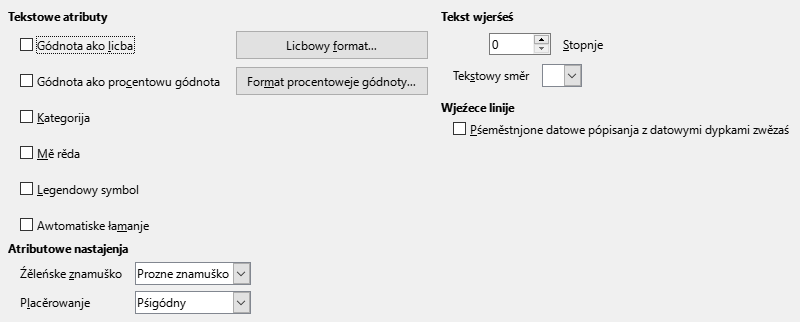 Tekstowe atributy
Gódnota ako licba
Licbowy format...
Gódnota ako procentowu gódnota
Format procentoweje gódnoty...
Kategorija
Mě rěda
Legendowy symbol
Awtomatiske łamanje
Atributowe nastajenja
Źěleńske znamuško
Prozne znamuško
Placěrowanje
Pśigódny
Tekst wjerśeś
0
Stopnje
Tekstowy směr
Wjeźece linije
Pśeměstnjone datowe pópisanja z datowymi dypkami zwězaś